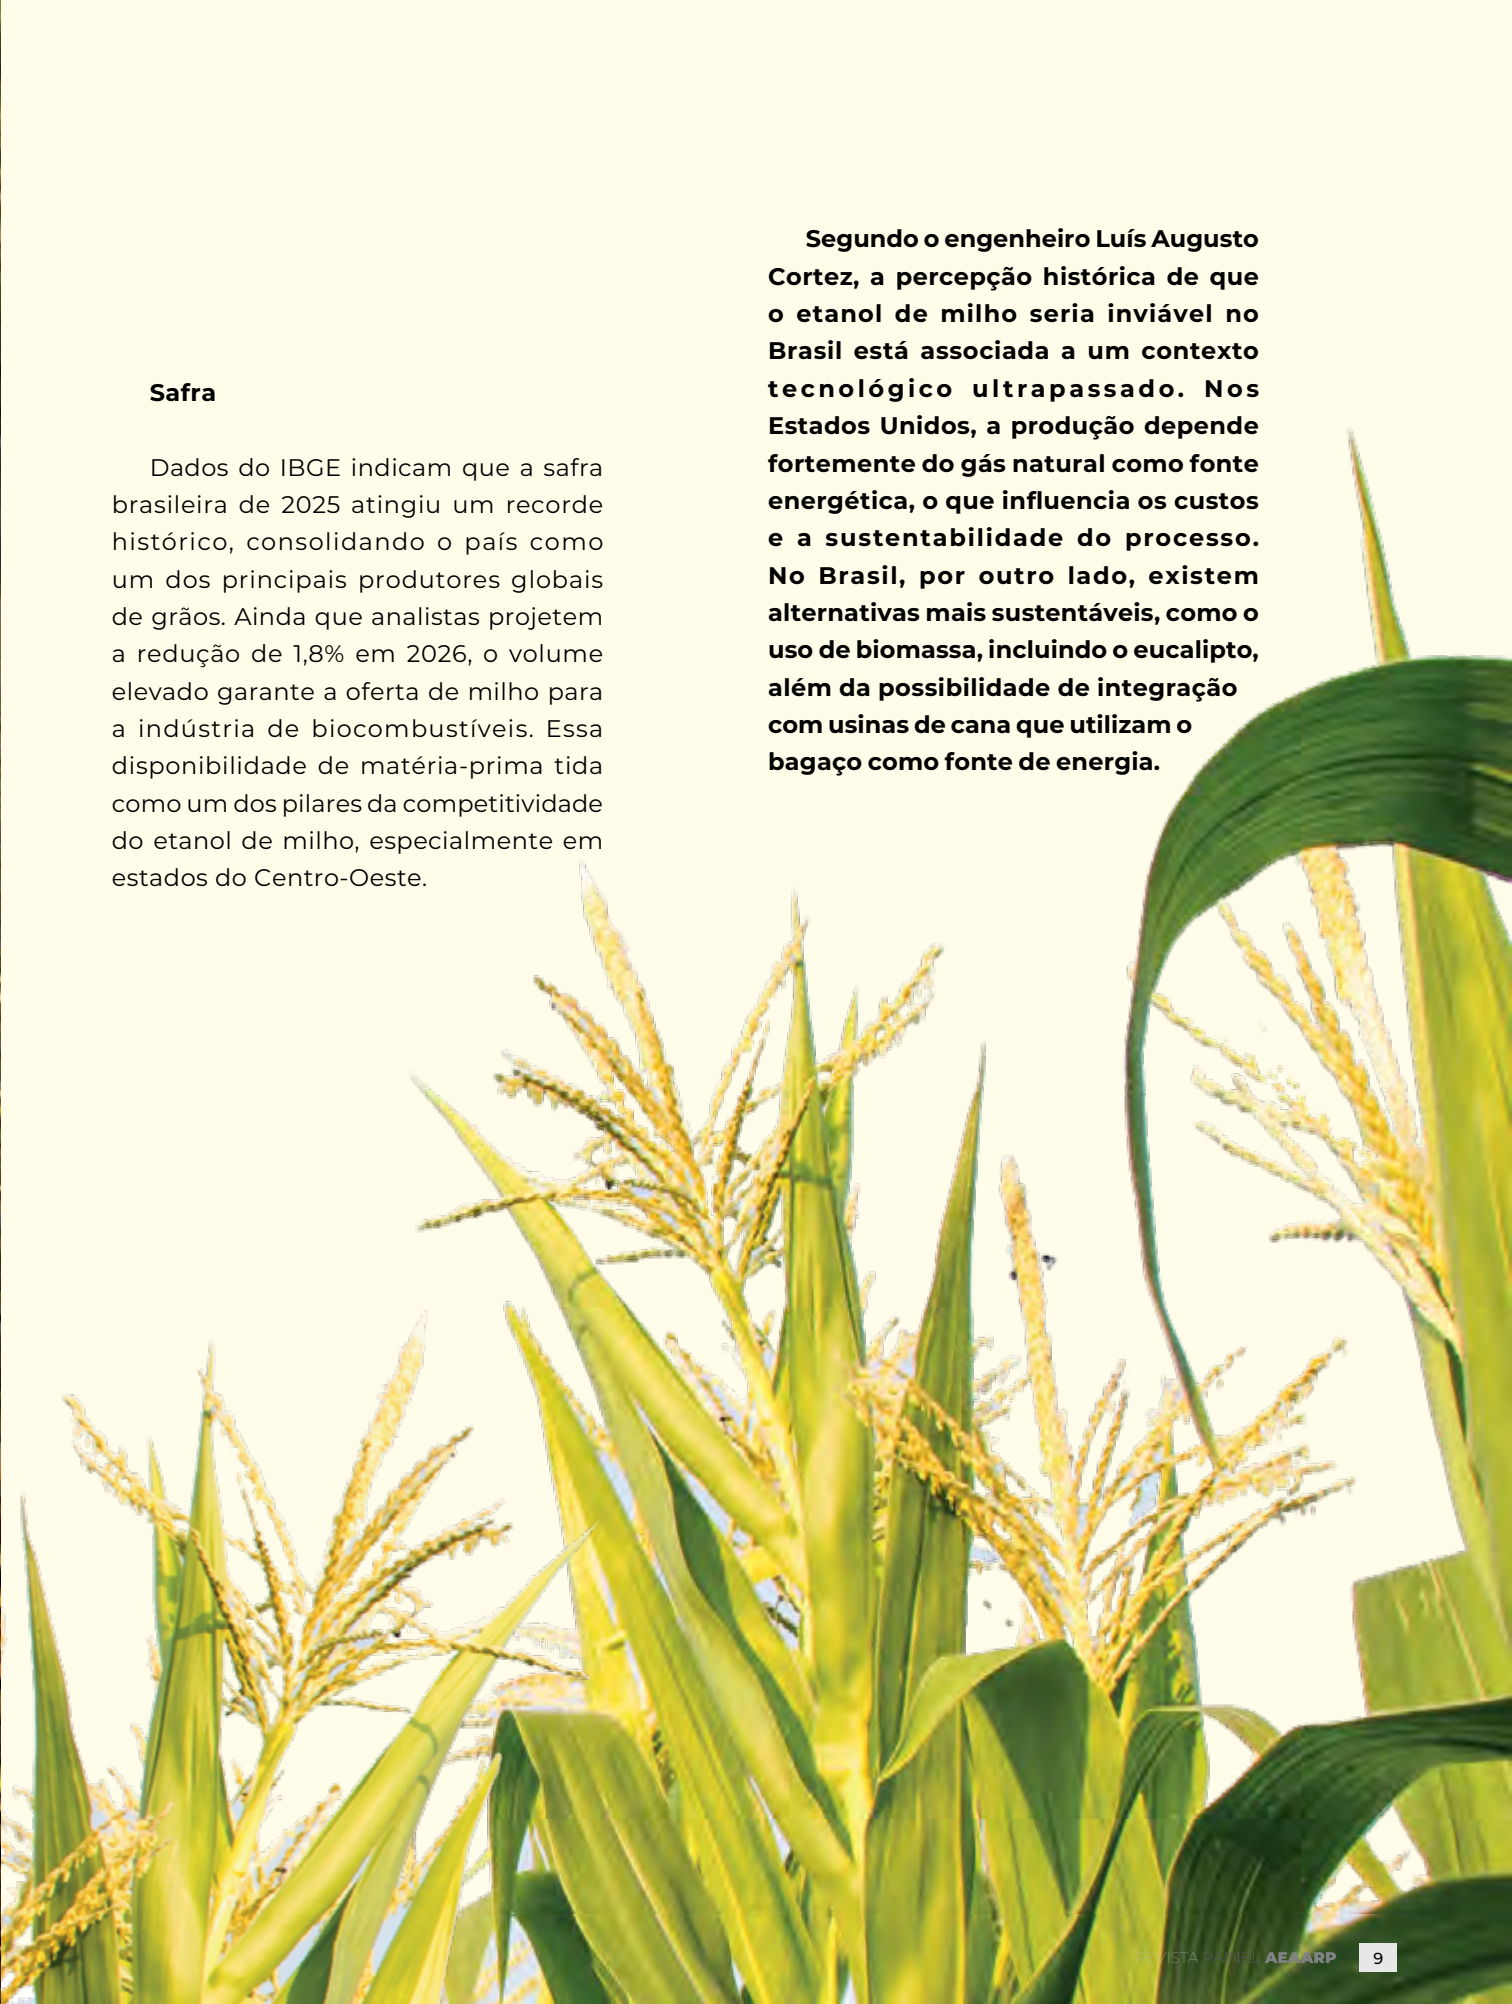 Safra
Dados do IBGE indicam que a safra
brasileira de 2025 atingiu um recorde
histórico, consolidando o país como
um dos principais produtores globais
de grãos. Ainda que analistas projetem
a redução de 1,8% em 2026, o volume
elevado garante a oferta de milho para
a indústria de biocombustíveis. Essa
disponibilidade de matéria-prima tida
como um dos pilares da competitividade
do etanol de milho, especialmente em
estados do Centro-Oeste.
Segundo o engenheiro Luís Augusto
Cortez, a percepção histórica de que
o etanol de milho seria inviável no
Brasil está associada a um contexto
tecnológico ultrapassado. Nos
Estados Unidos, a produção depende
fortemente do gás natural como fonte
energética, o que influencia os custos
e a sustentabilidade do processo.
No Brasil, por outro lado, existem
alternativas mais sustentáveis, como o
uso de biomassa, incluindo o eucalipto,
além da possibilidade de integração
com usinas de cana que utilizam o
bagaço como fonte de energia.
REVISTA PAINEL AEAARP 9